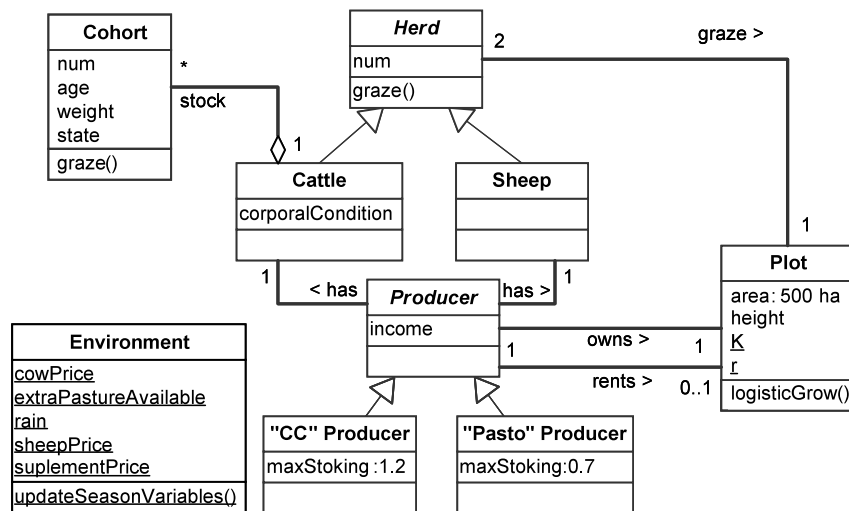 Cohort
num
age
weight
state
graze()
*
stock
1
Herd
num
graze()
2
graze >
1
Cattle
corporalCondition
Sheep
1
< has
has >
1
Producer
income
1
owns >
1
rents >
0..1
Plot
area: 500 ha
height
K
r
logisticGrow()
Environment
cowPrice
extraPastureAvailable
rain
sheepPrice
suplementPrice
updateSeasonVariables()
"CC" Producer
maxStoking :1.2
"Pasto" Producer
maxStoking:0.7